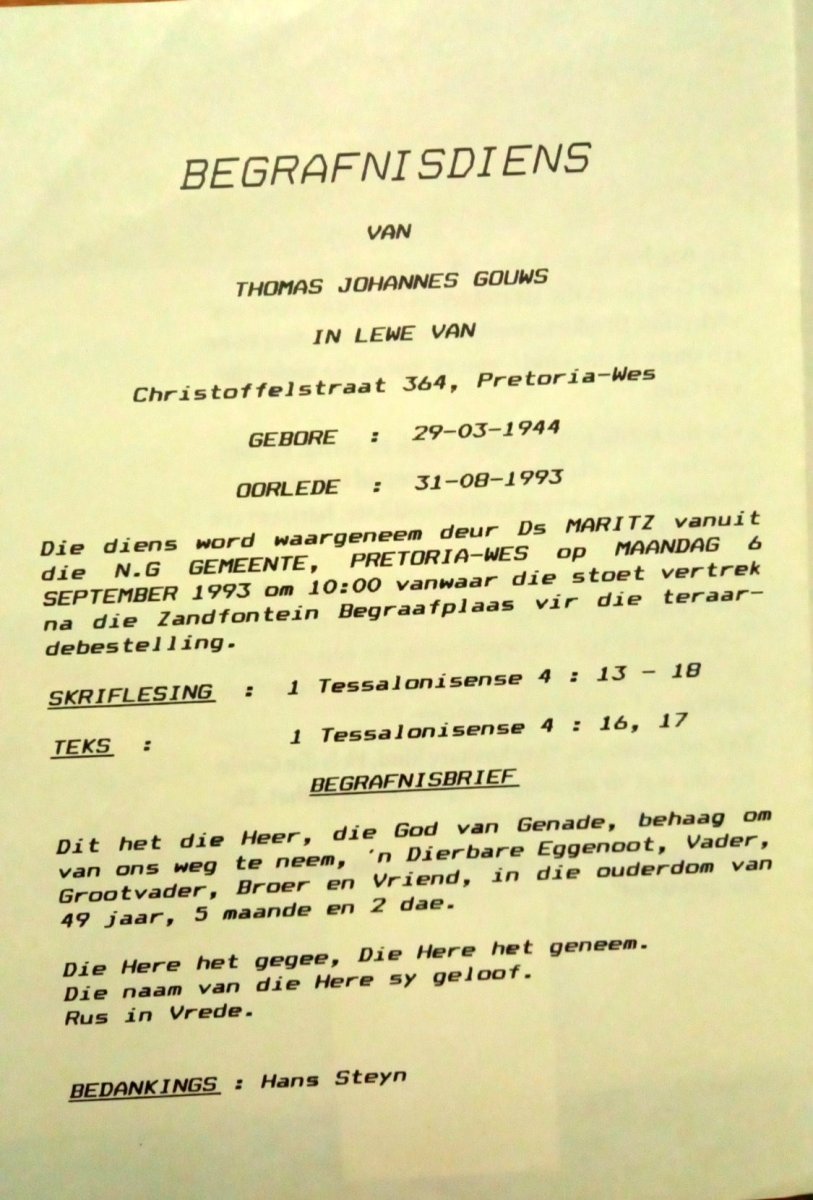 BEGRAFNISDIENS
VAN
THOMAS JOHANNES GOUWS
IN LEWE VAN
Christoffelstraat 364, Pretoria-Wes
GEBORE : 29-03-1944
OORLEDE : 31-08-1993
Die diens word waargeneem deur Ds MARITZ vanuit
die N.G GEMEENTE, PRETORIA-WES op MAANDAG 6
SEPTEMBER 1993 om 10:00 vanwaar die stoet vertrek
na die Zandfontein Begraafplaas vir die teraar-
debestelling.
SKRIFLESING : 1 Tessalonisense 4 : 13 - 18
TEKS : 1 Tessalonisense 4 : 16, 17
BEGRAFNISBRIEF
Dit het die Heer, die God van Genade, behaag om
van ons weg te neem, 'n Dierbare Eggenoot, Vader,
Grootvader, Broer en Vriend, in die ouderdom van
49 jaar, 5 maande en 2 dae.
Die Here het gegee, Die Here het geneem.
Die naam van die Here sy geloof.
Rus in Vrede.
BEDANKINGS : Hans Steyn